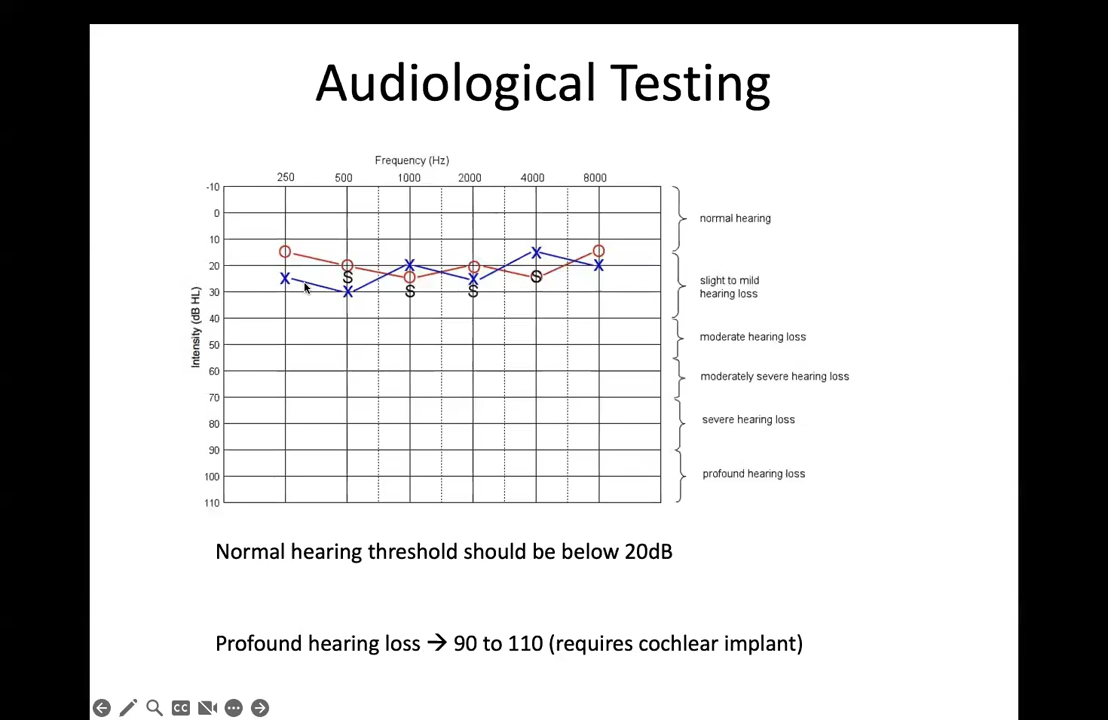 Audiological Testing
Frequency (Hz)
250 500 1000 2000 4000 8000
Intensity (dB HL)
-10
0
10
20
30
40
50
60
70
80
90
100
110
O O O O O
X X X X X X
S S S S
normal hearing
slight to mild
hearing loss
moderate hearing loss
moderately severe hearing loss
severe hearing loss
profound hearing loss
Normal hearing threshold should be below 20dB
Profound hearing loss → 90 to 110 (requires cochlear implant)
CC